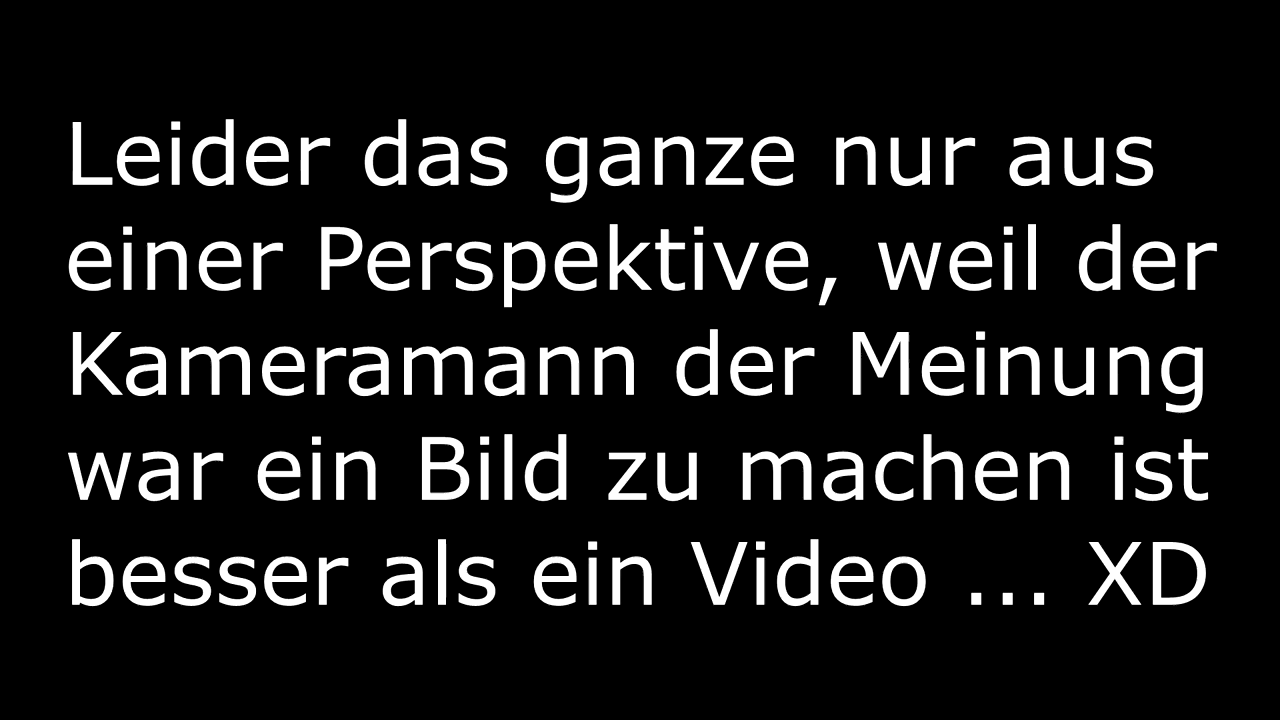 Leider das ganze nur aus
einer Perspektive, weil der
Kameramann der Meinung
war ein Bild zu machen ist
besser als ein Video ... XD